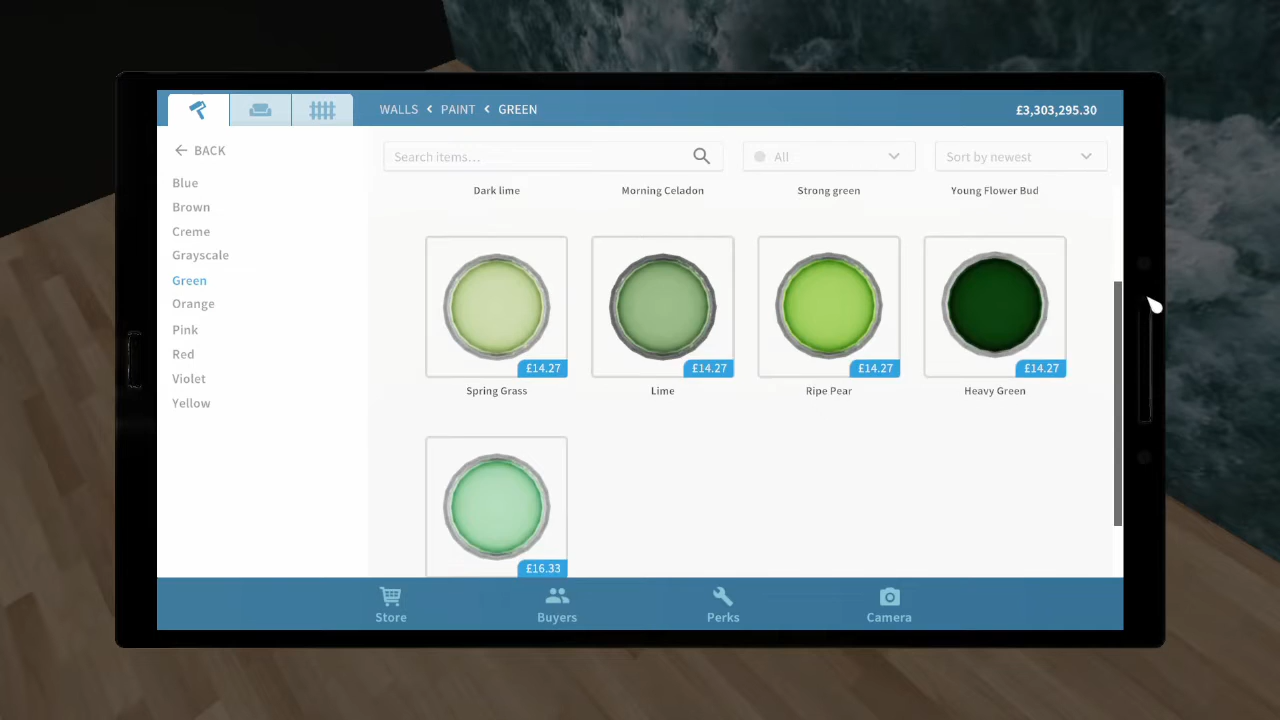 WALLS < PAINT < GREEN
£3,303,295.30
BACK
Blue
Brown
Creme
Grayscale
Green
Orange
Pink
Red
Violet
Yellow
Search items...
All
Sort by newest
Dark lime
Morning Celadon
Strong green
Young Flower Bud
£14.27
£14.27
£14.27
£14.27
Spring Grass
Lime
Ripe Pear
Heavy Green
£16.33
Store
Buyers
Perks
Camera